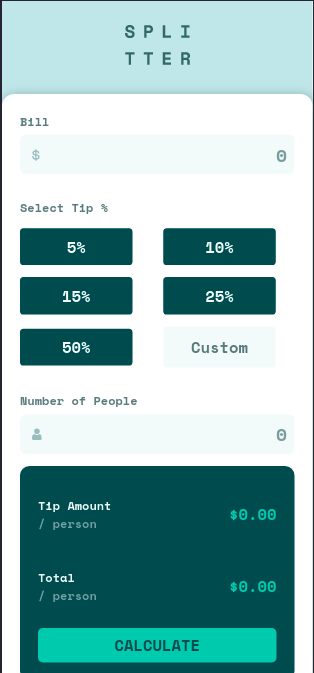 SPLI
TTER
Bill
$ 0
Select Tip %
5% 10%
15% 25%
50% Custom
Number of People
0
Tip Amount
/ person $0.00
Total
/ person $0.00
CALCULATE